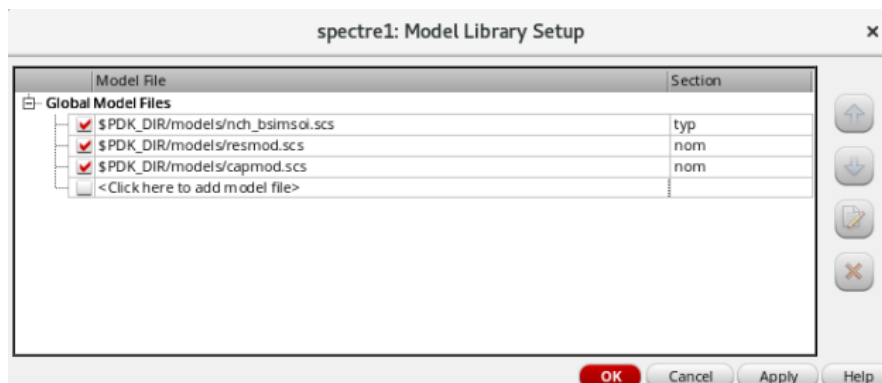 spectre1: Model Library Setup ×
Model File Section
Global Model Files
$PDK_DIR/models/nch_bsimsoi.scs typ
$PDK_DIR/models/resmod.scs nom
$PDK_DIR/models/capmod.scs nom
<Click here to add model file>
OK Cancel Apply Help